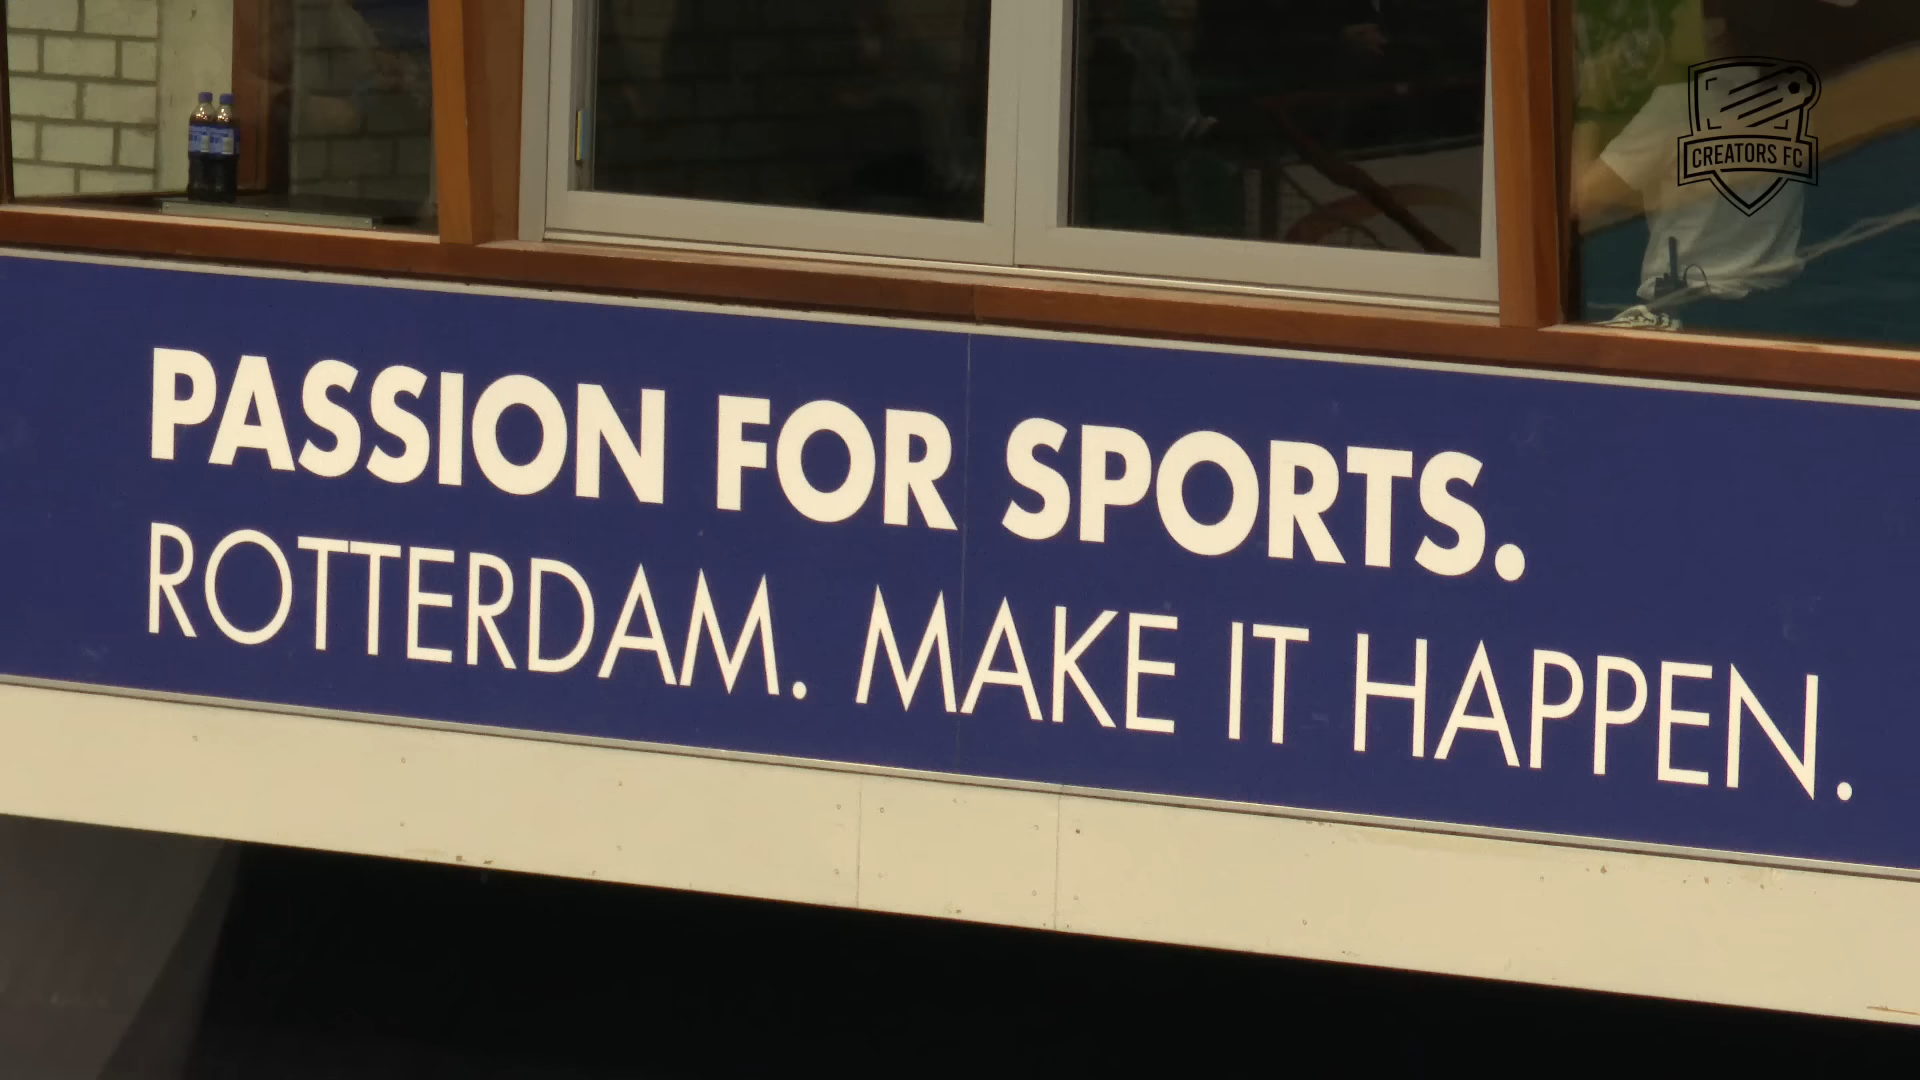 CREATORS FC
PASSION FOR SPORTS.
ROTTERDAM. MAKE IT HAPPEN.